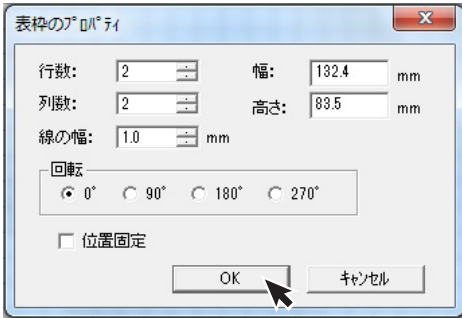 表枠のﾌﾟﾛﾊﾟﾃｨ
行数: 2 幅: 132.4 mm
列数: 2 高さ: 83.5 mm
線の幅: 1.0 mm
回転
0° 90° 180° 270°
位置固定
OK ｷｬﾝｾﾙ